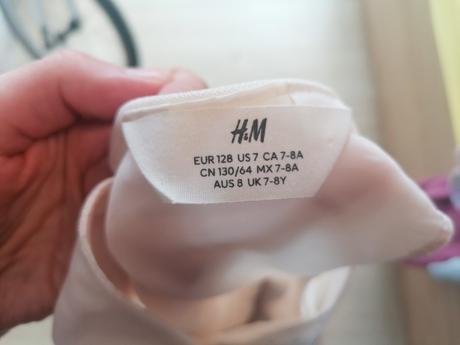 H&M
EUR 128 US 7 CA 7-8A
CN 130/64 MX 7-8A
AUS 8 UK 7-8Y